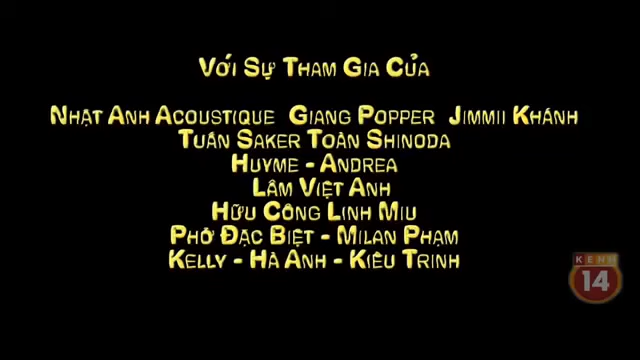 Với Sự Tham Gia Của
Nhật Anh Acoustique Giang Popper Jimmii Khánh
Tuấn Saker Toàn Shinoda
Huyme - Andrea
Lâm Việt Anh
Hữu Công Linh Miu
Phở Đặc Biệt - Milan Phạm
Kelly - Hà Anh - Kiều Trinh
KENH
14